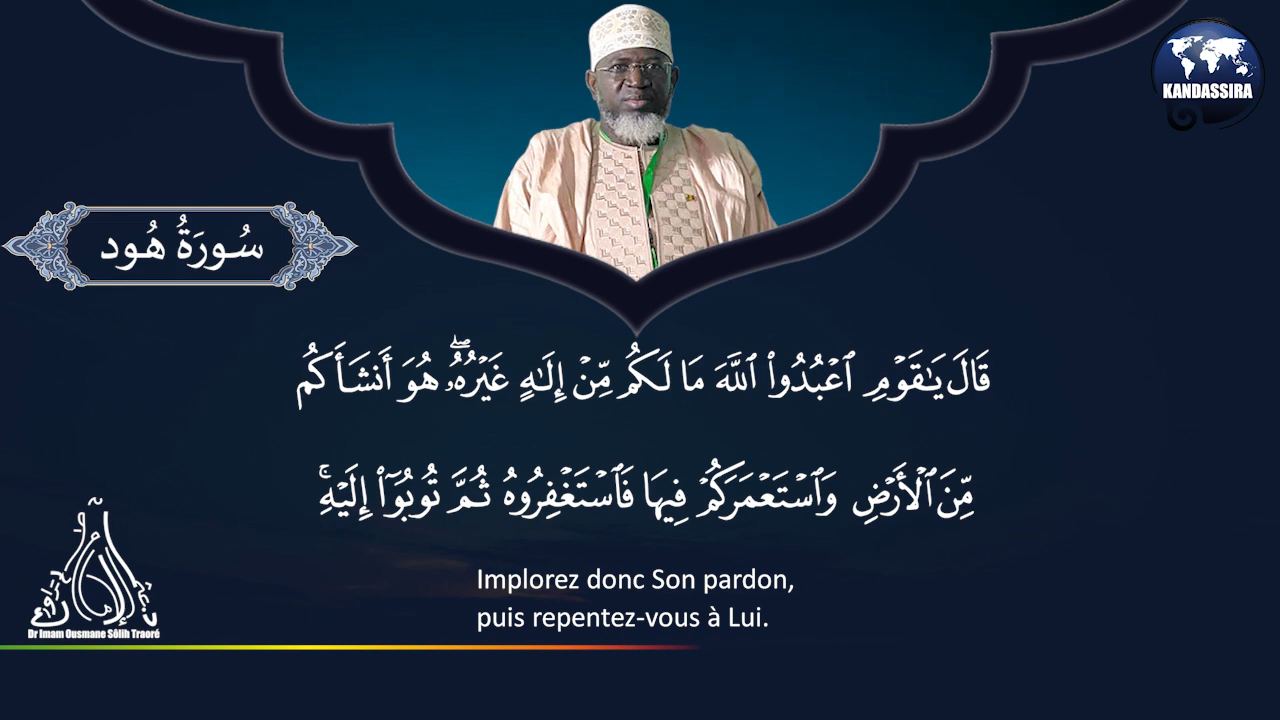 KANDASSIRA
سُورَةُ هُود
قَالَ يَـٰقَوۡمِ ٱعۡبُدُواْ ٱللَّهَ مَا لَكُم مِّنۡ إِلَـٰهٍ غَيۡرُهُۥۖ هُوَ أَنشَأَكُم
مِّنَ ٱلۡأَرۡضِ وَٱسۡتَعۡمَرَكُمۡ فِيهَا فَٱسۡتَغۡفِرُوهُ ثُمَّ تُوبُوٓاْ إِلَيۡهِۚ
Implorez donc Son pardon,
puis repentez-vous à Lui.
Dr Imam Ousmane Sôlih Traoré